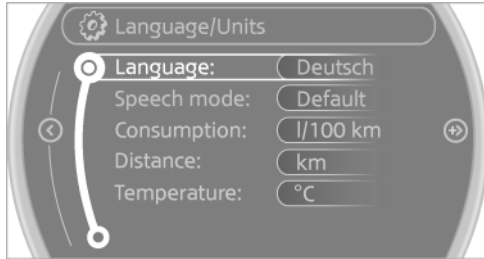 Language/Units
Language: Deutsch
Speech mode: Default
Consumption: l/100 km
Distance: km
Temperature: °C